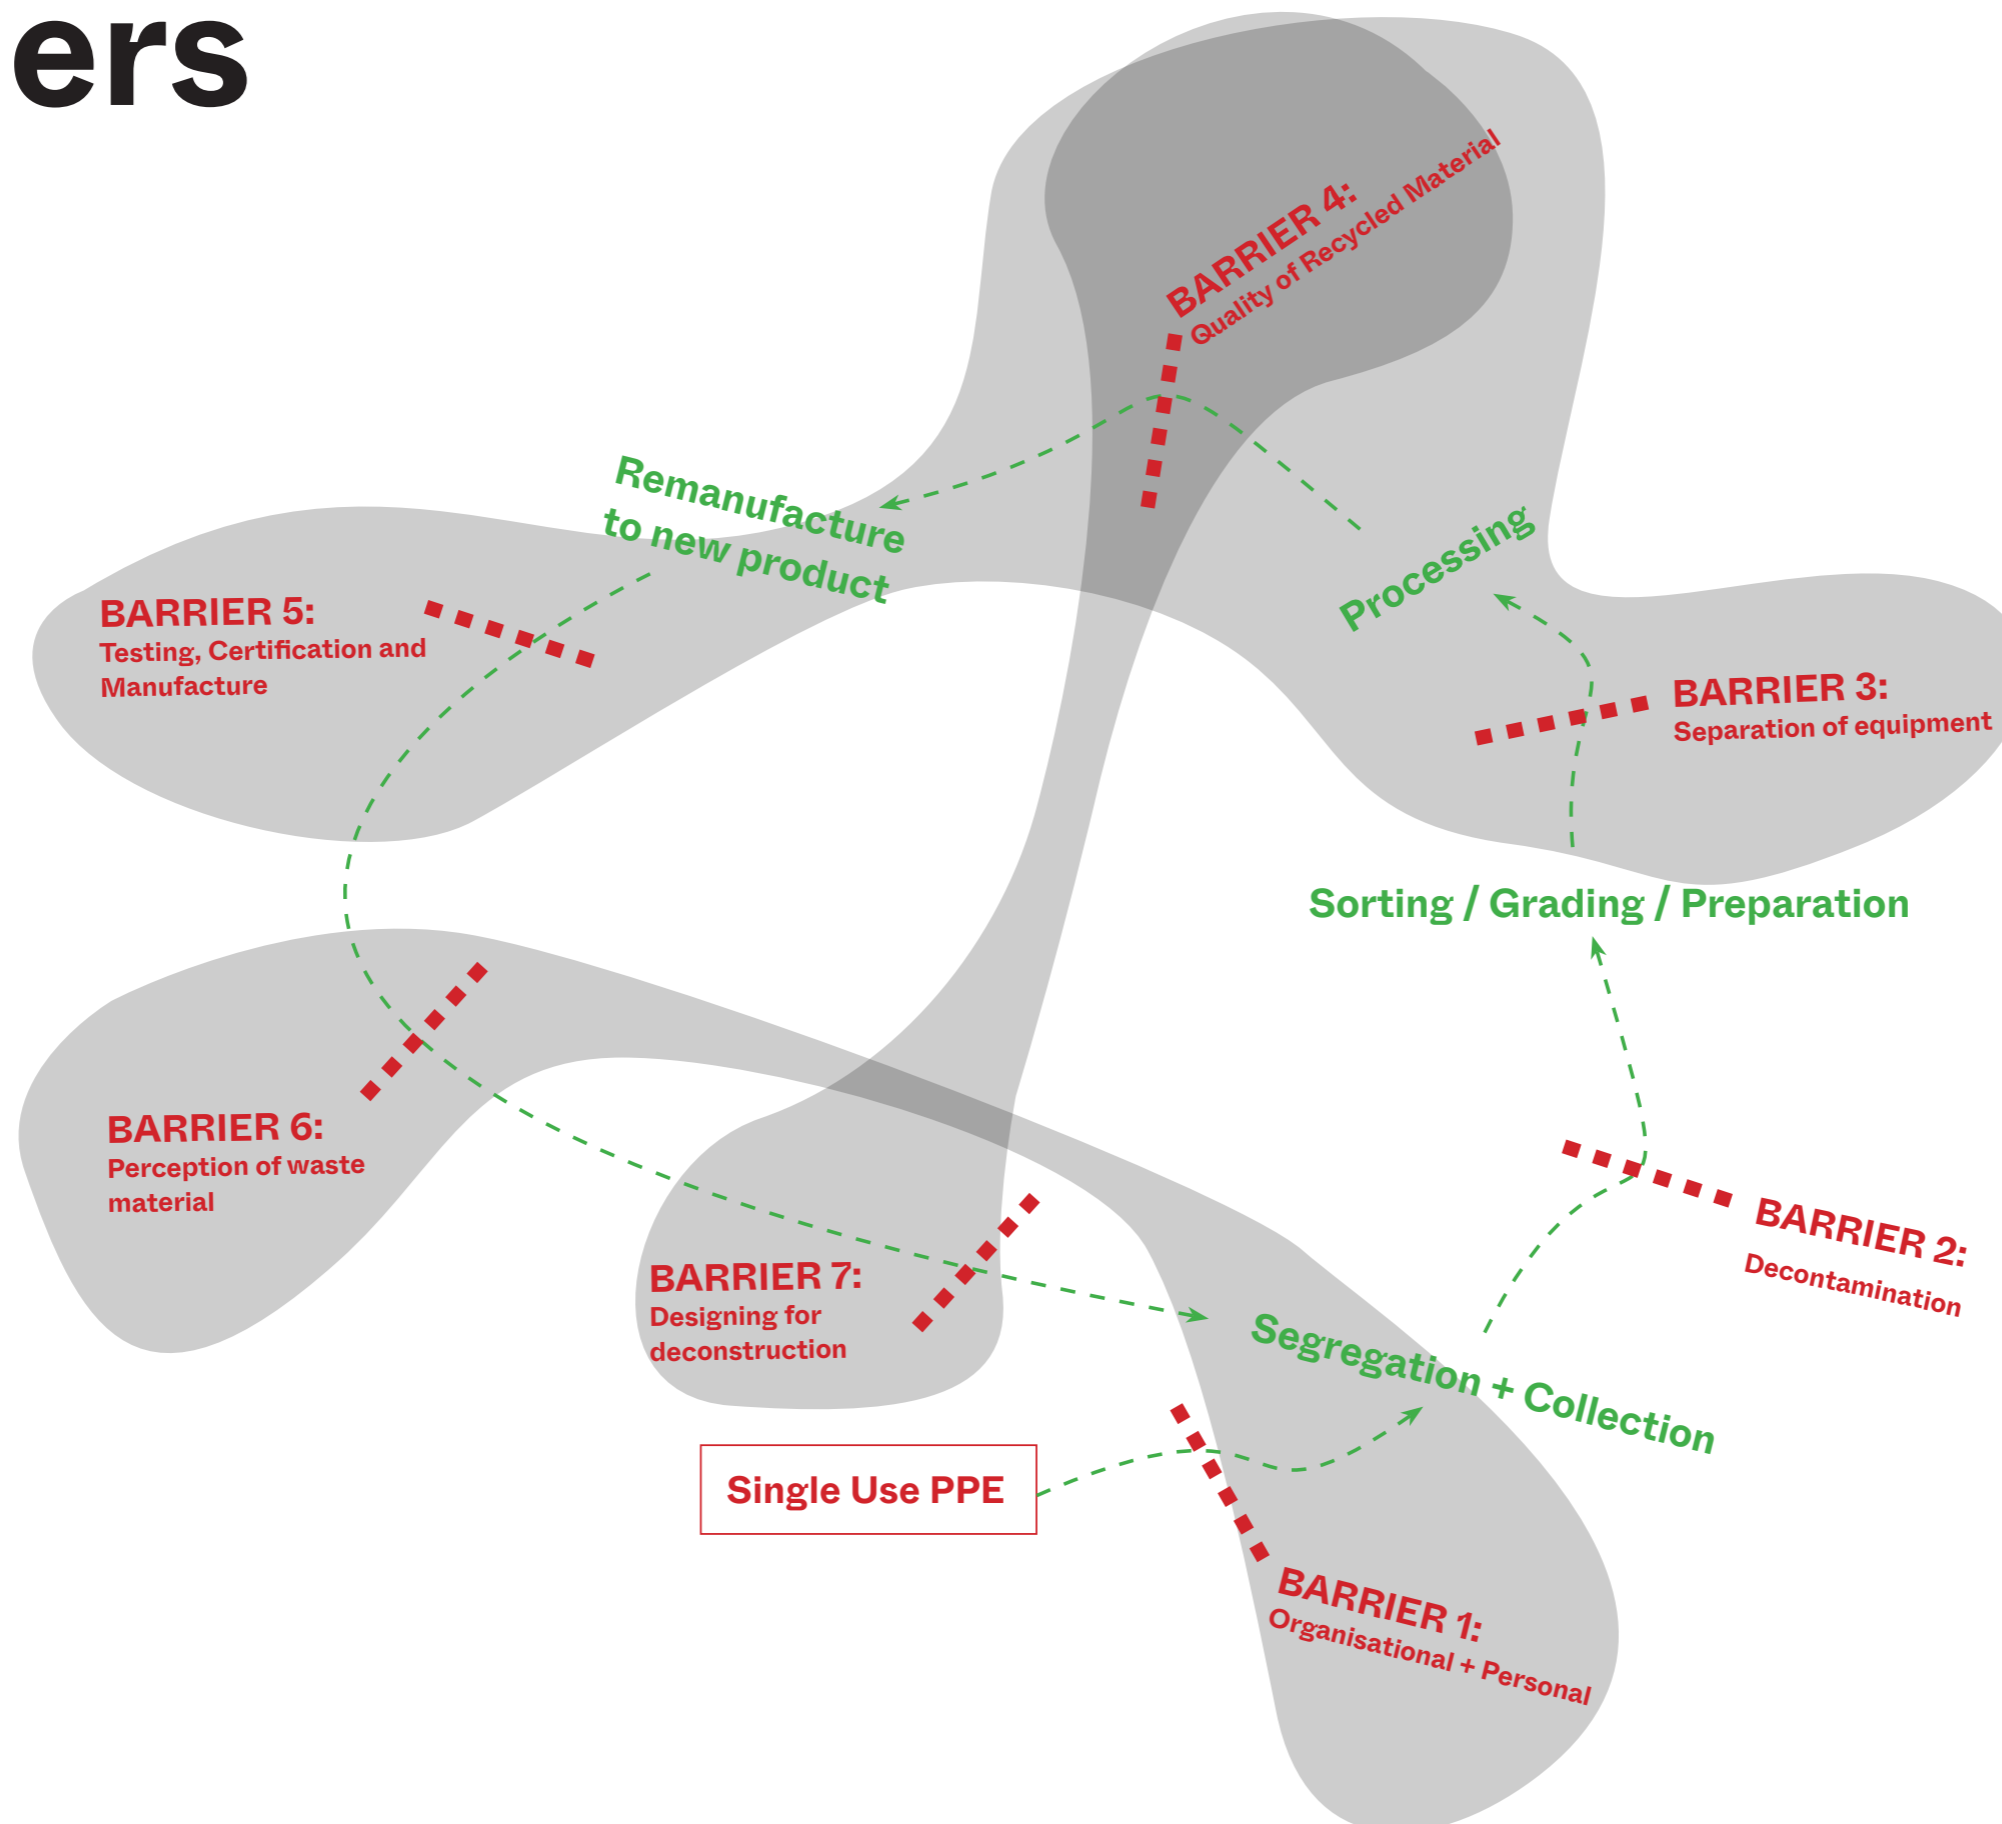 ers
BARRIER 4:
Quality of Recycled Material
Remanufacture
to new product
Processing
BARRIER 5:
Testing, Certification and
Manufacture
BARRIER 3:
Separation of equipment
Sorting / Grading / Preparation
BARRIER 6:
Perception of waste
material
BARRIER 2:
Decontamination
BARRIER 7:
Designing for
deconstruction
Segregation + Collection
Single Use PPE
BARRIER 1:
Organisational + Personal